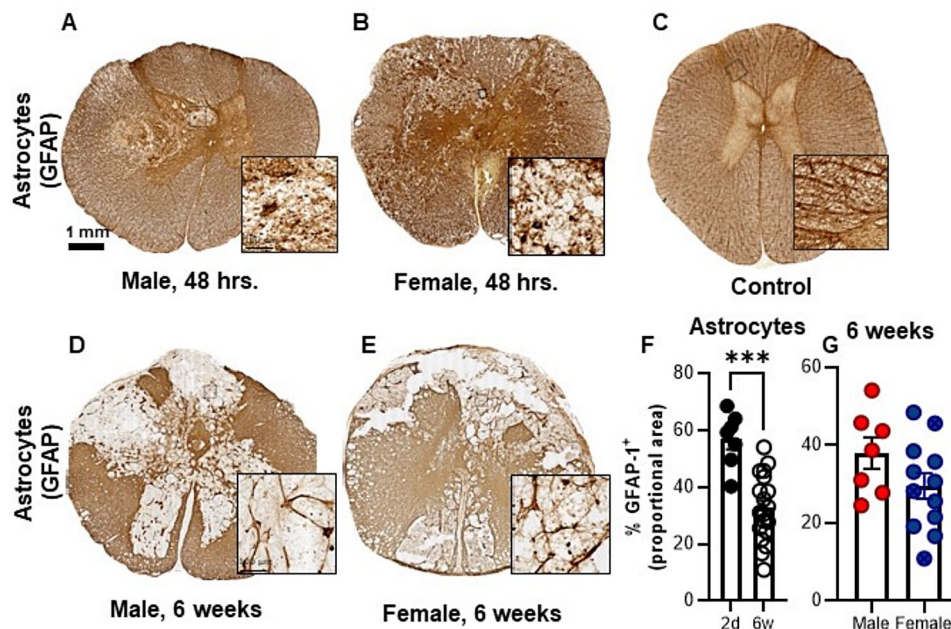 A
B
C
Astrocytes
(GFAP)
1 mm
Male, 48 hrs.
Female, 48 hrs.
Control
D
E
Astrocytes
(GFAP)
Male, 6 weeks
Female, 6 weeks
Astrocytes
F
***
% GFAP-1+
(proportional area)
80
60
40
20
0
2d 6w
6 weeks
G
60
40
20
0
Male Female